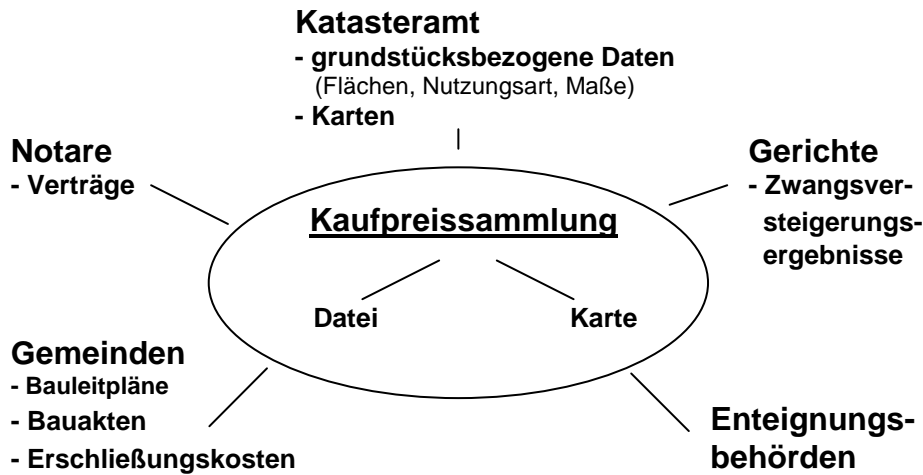 Katasteramt
- grundstücksbezogene Daten
(Flächen, Nutzungsart, Maße)
- Karten
Notare
- Verträge
Gerichte
- Zwangsver-
steigerungs-
ergebnisse
Kaufpreissammlung
Datei
Karte
Gemeinden
- Bauleitpläne
- Bauakten
- Erschließungskosten
Enteignungs-
behörden